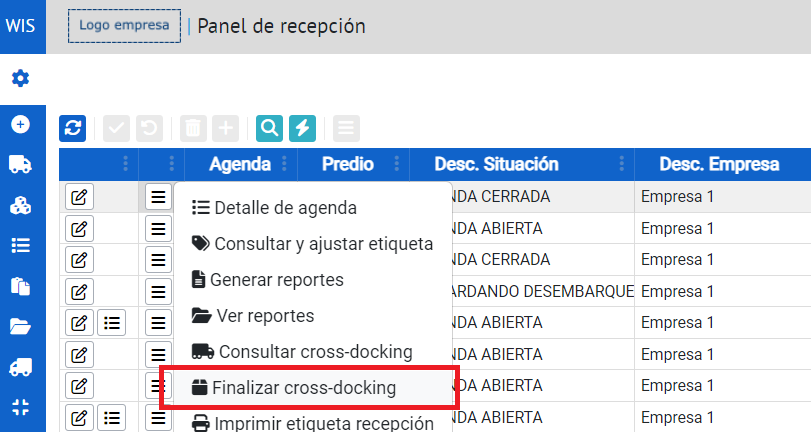 WIS Logo empresa | Panel de recepción
Agenda Predio Desc. Situación Desc. Empresa
NDA CERRADA Empresa 1
Detalle de agenda
NDA ABIERTA Empresa 1
Consultar y ajustar etiqueta
NDA CERRADA Empresa 1
Generar reportes
ARDANDO DESEMBARQUE Empresa 1
Ver reportes
NDA ABIERTA Empresa 1
Consultar cross-docking
NDA ABIERTA Empresa 1
Finalizar cross-docking
NDA ABIERTA Empresa 1
Imprimir etiqueta recepción
NDA ABIERTA Empresa 1